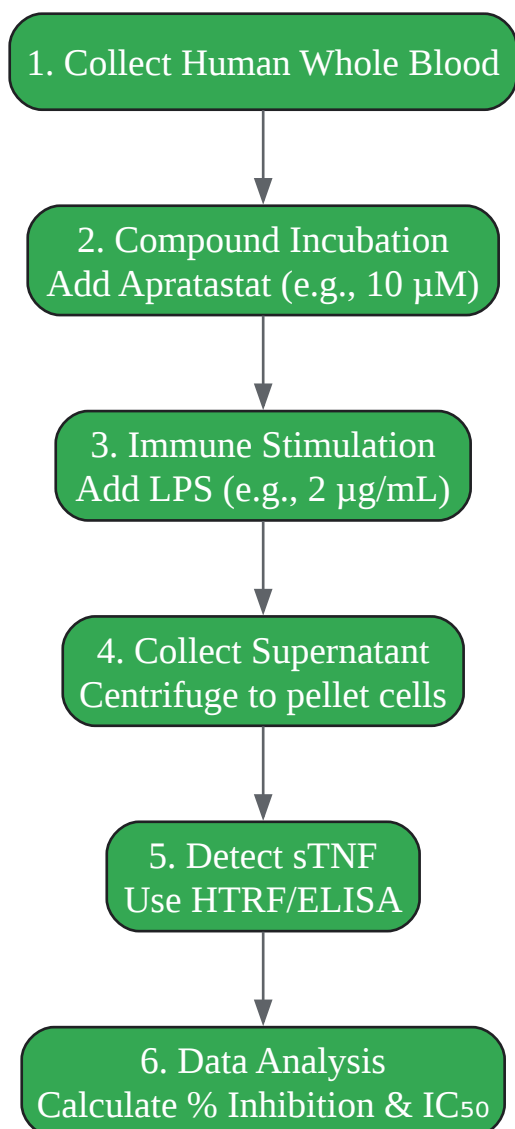 1. Collect Human Whole Blood
2. Compound Incubation
Add Apratastat (e.g., 10 µM)
3. Immune Stimulation
Add LPS (e.g., 2 µg/mL)
4. Collect Supernatant
Centrifuge to pellet cells
5. Detect sTNF
Use HTRF/ELISA
6. Data Analysis
Calculate % Inhibition & IC₅₀